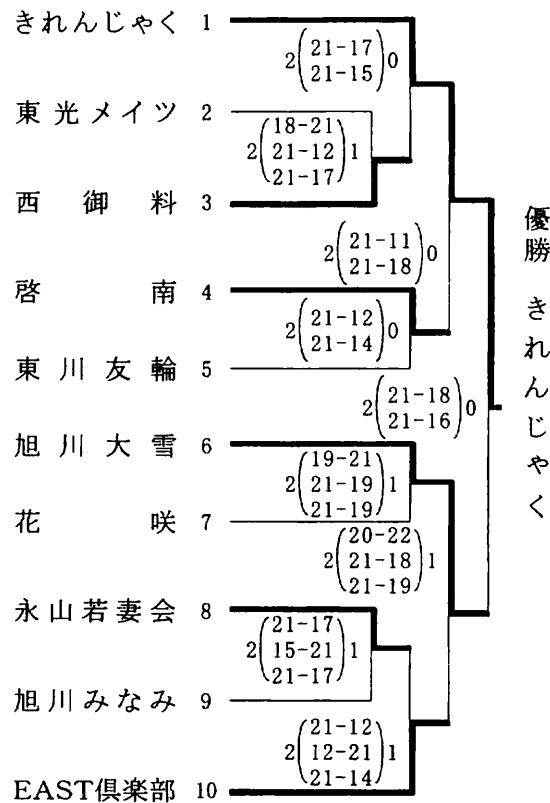 きれんじゃく 1
2(21-17 21-15)0
東光メイツ 2
2(18-21 21-12 21-17)1
西御料 3
2(21-11 21-18)0
啓南 4
2(21-12 21-14)0
東川友輪 5
2(21-18 21-16)0
旭川大雪 6
2(19-21 21-19 21-19)1
花咲 7
2(20-22 21-18 21-19)1
永山若妻会 8
2(21-17 15-21 21-17)1
旭川みなみ 9
2(21-12 12-21 21-14)1
EAST倶楽部 10
優勝 きれんじゃく